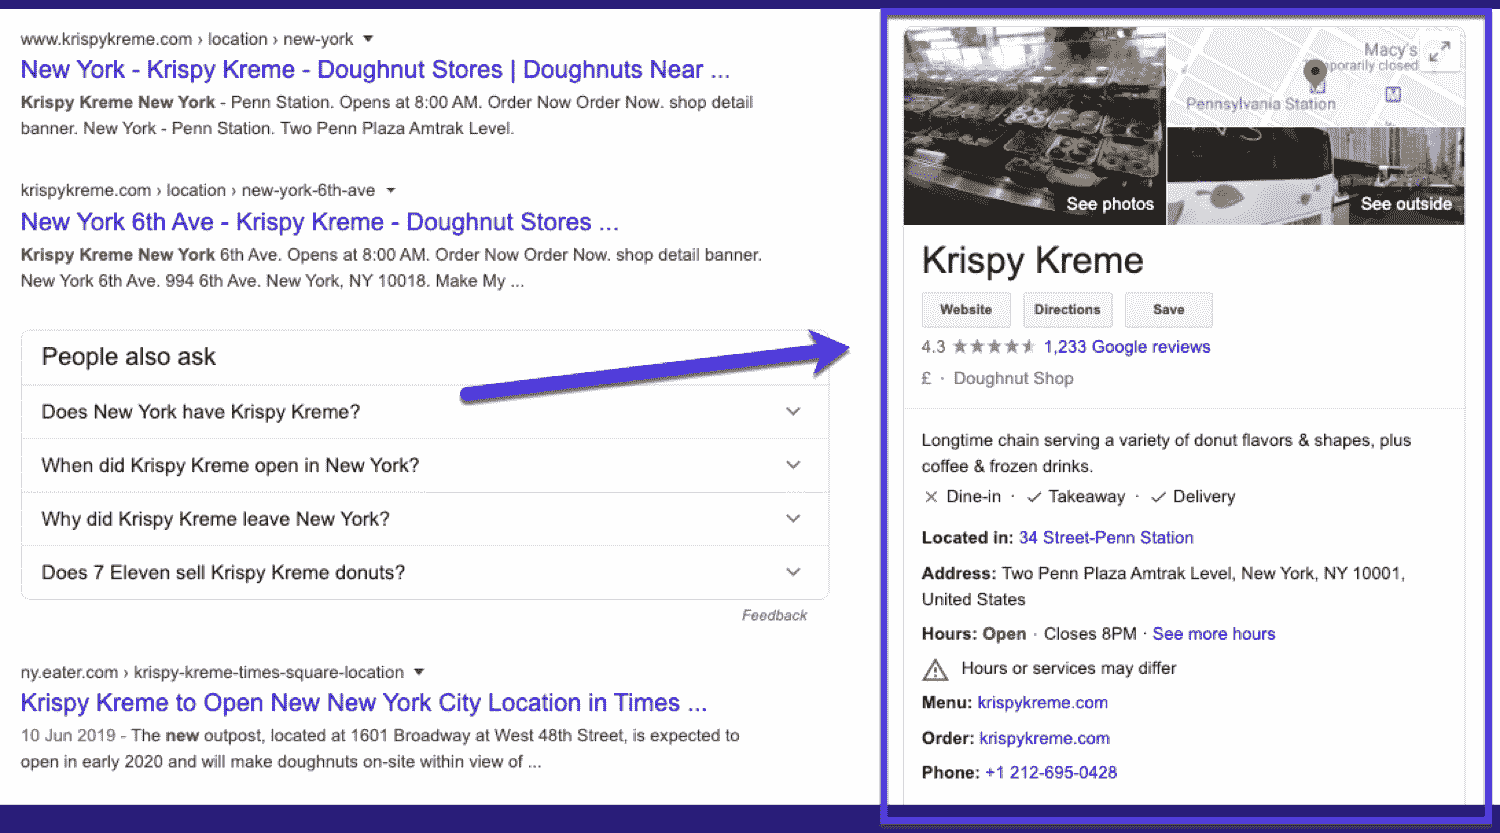 www.krispykreme.com › location › new-york
New York - Krispy Kreme - Doughnut Stores | Doughnuts Near ...
Krispy Kreme New York - Penn Station. Opens at 8:00 AM. Order Now Order Now. shop detail
banner. New York - Penn Station. Two Penn Plaza Amtrak Level.
krispykreme.com › location › new-york-6th-ave
New York 6th Ave - Krispy Kreme - Doughnut Stores ...
Krispy Kreme New York 6th Ave. Opens at 8:00 AM. Order Now Order Now. shop detail banner.
New York 6th Ave. 994 6th Ave. New York, NY 10018. Make My ...
People also ask
Does New York have Krispy Kreme?
When did Krispy Kreme open in New York?
Why did Krispy Kreme leave New York?
Does 7 Eleven sell Krispy Kreme donuts?
Feedback
ny.eater.com › krispy-kreme-times-square-location
Krispy Kreme to Open New New York City Location in Times ...
10 Jun 2019 - The new outpost, located at 1601 Broadway at West 48th Street, is expected to
open in early 2020 and will make doughnuts on-site within view of ...
Macy's
porarily closed
Pennsylvania Station
See photos
See outside
Krispy Kreme
Website Directions Save
4.3 1,233 Google reviews
£ · Doughnut Shop
Longtime chain serving a variety of donut flavors & shapes, plus
coffee & frozen drinks.
Dine-in · Takeaway · Delivery
Located in: 34 Street-Penn Station
Address: Two Penn Plaza Amtrak Level, New York, NY 10001,
United States
Hours: Open · Closes 8PM · See more hours
Hours or services may differ
Menu: krispykreme.com
Order: krispykreme.com
Phone: +1 212-695-0428